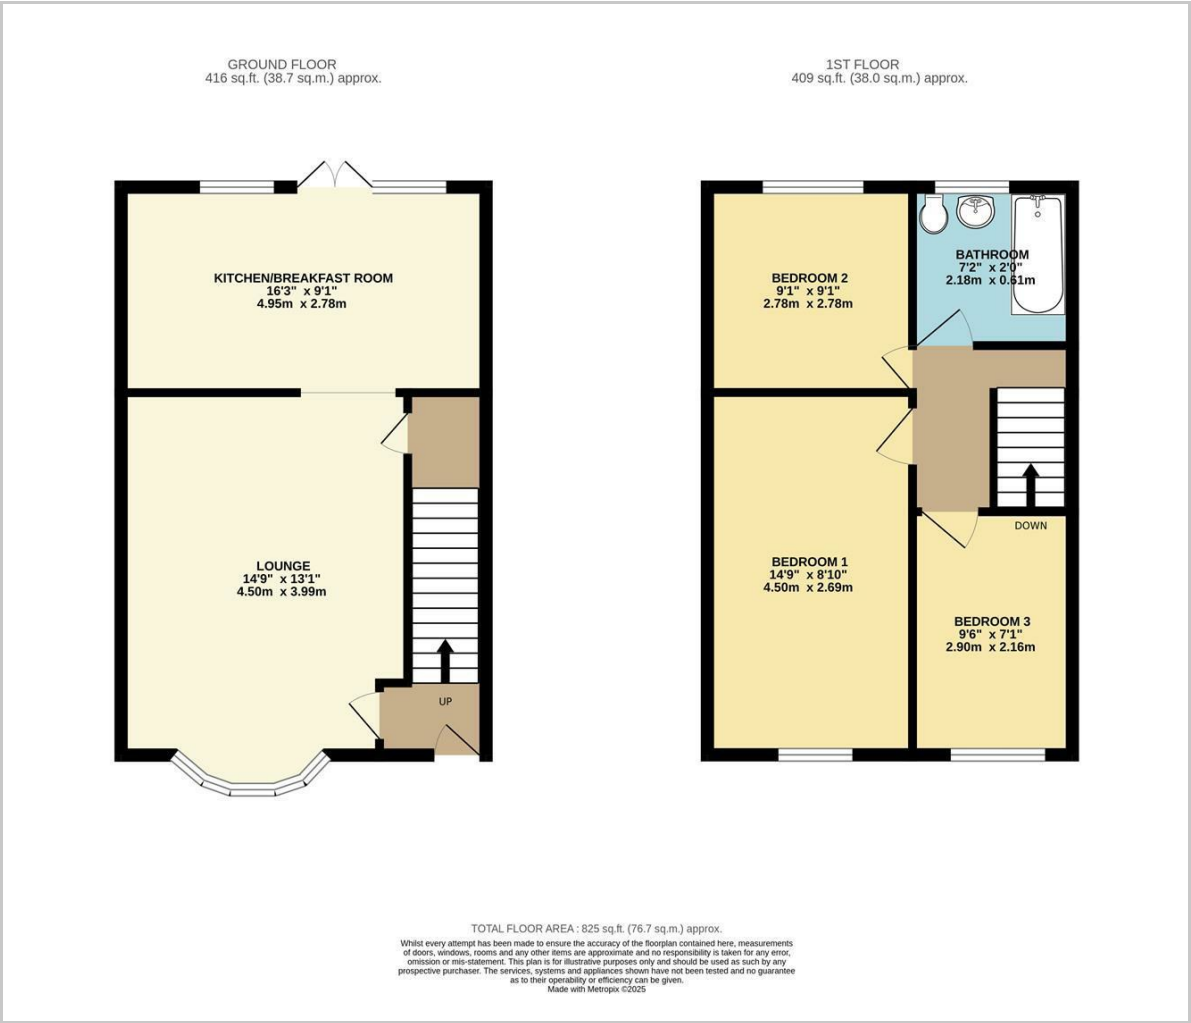 GROUND FLOOR
416 sq.ft. (38.7 sq.m.) approx.
1ST FLOOR
409 sq.ft. (38.0 sq.m.) approx.
KITCHEN/BREAKFAST ROOM
16'3" x 9'1"
4.95m x 2.78m
LOUNGE
14'9" x 13'1"
4.50m x 3.99m
UP
BEDROOM 2
9'1" x 9'1"
2.78m x 2.78m
BATHROOM
7'2" x 2'0"
2.18m x 0.61m
BEDROOM 1
14'9" x 8'10"
4.50m x 2.69m
DOWN
BEDROOM 3
9'6" x 7'1"
2.90m x 2.16m
TOTAL FLOOR AREA : 825 sq.ft. (76.7 sq.m.) approx.
Whilst every attempt has been made to ensure the accuracy of the floorplan contained here, measurements
of doors, windows, rooms and any other items are approximate and no responsibility is taken for any error,
omission or mis-statement. This plan is for illustrative purposes only and should be used as such by any
prospective purchaser. The services, systems and appliances shown have not been tested and no guarantee
as to their operability or efficiency can be given.
Made with Metropix ©2025